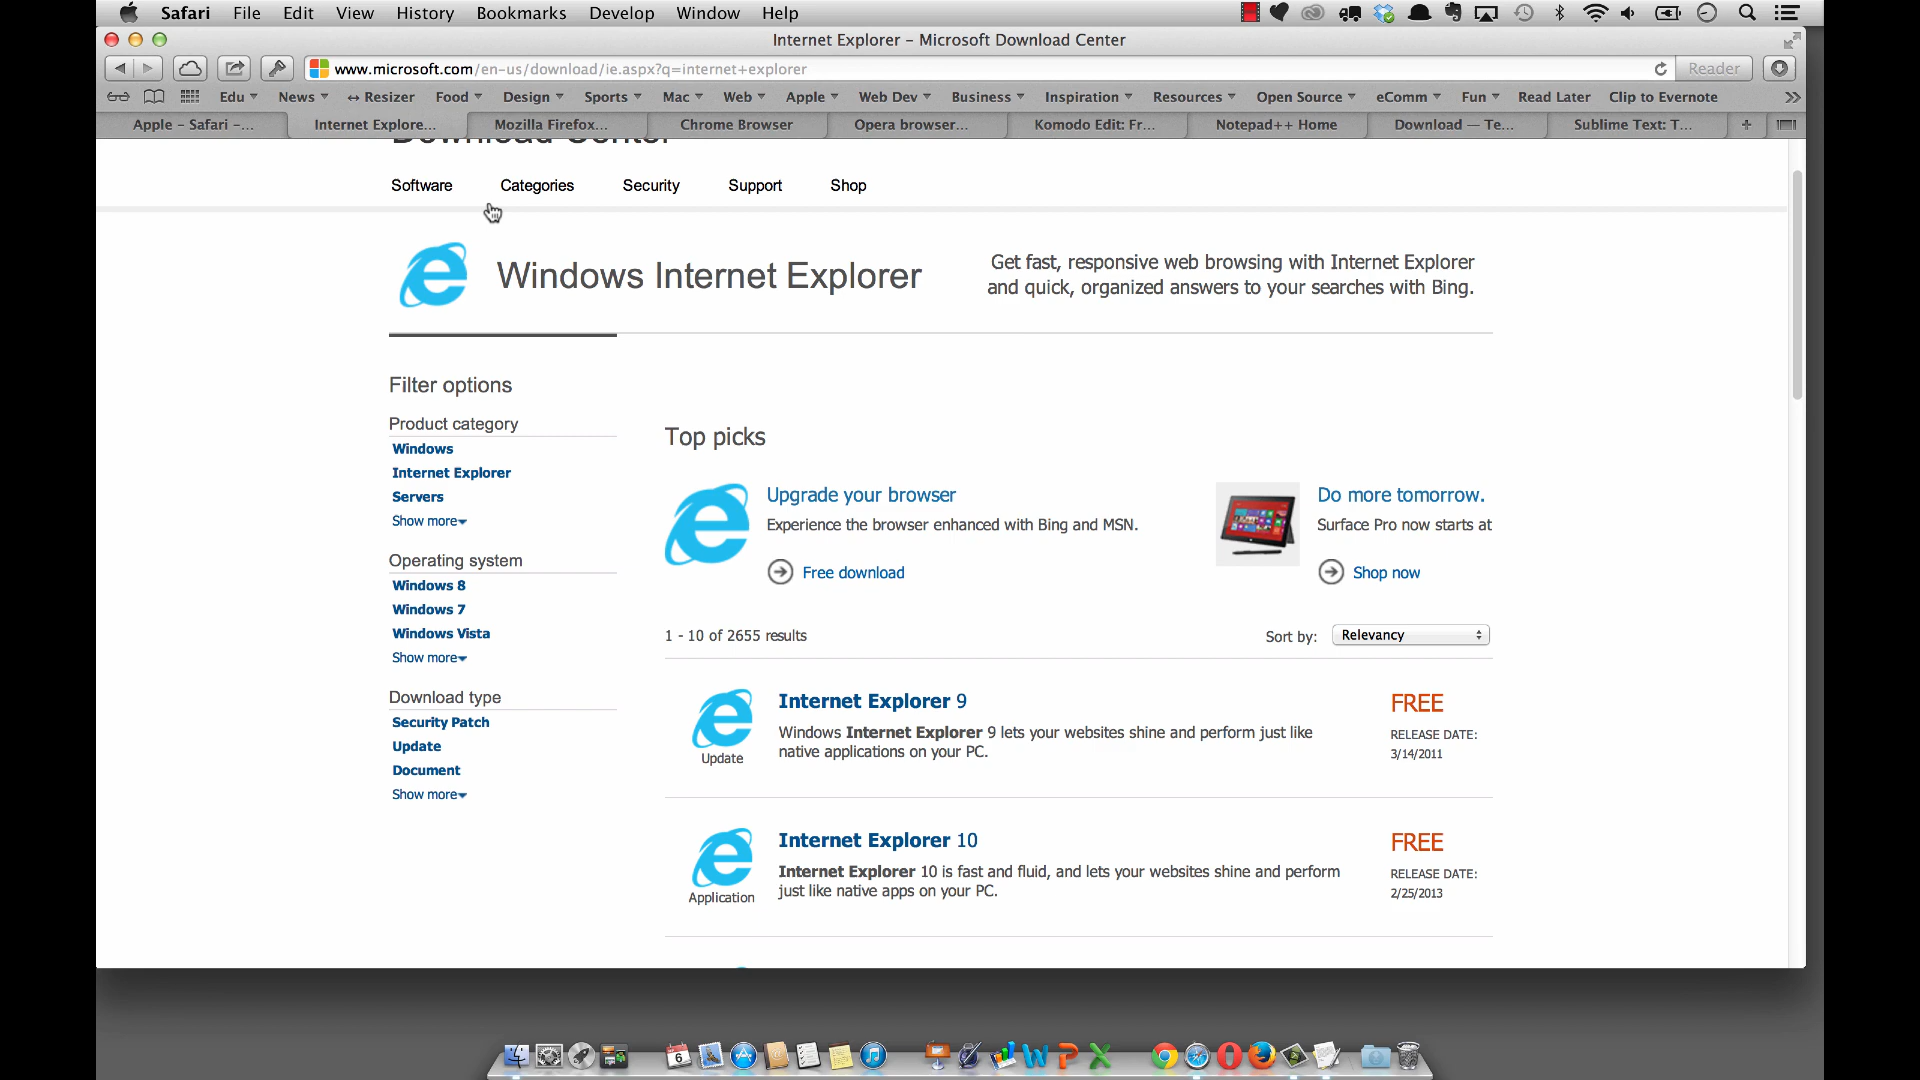 Safari File Edit View History Bookmarks Develop Window Help
Internet Explorer – Microsoft Download Center
www.microsoft.com/en-us/download/ie.aspx?q=internet+explorer
Reader
Edu News ↔ Resizer Food Design Sports Mac Web Apple Web Dev Business Inspiration Resources Open Source eComm Fun Read Later Clip to Evernote
Apple – Safari –... Internet Explore... Mozilla Firefox... Chrome Browser Opera browser... Komodo Edit: Fr... Notepad++ Home Download — Te... Sublime Text: T...
Download Center
Software Categories Security Support Shop
Windows Internet Explorer
Get fast, responsive web browsing with Internet Explorer
and quick, organized answers to your searches with Bing.
Filter options
Product category
Windows
Internet Explorer
Servers
Show more
Operating system
Windows 8
Windows 7
Windows Vista
Show more
Download type
Security Patch
Update
Document
Show more
Top picks
Upgrade your browser
Experience the browser enhanced with Bing and MSN.
Free download
Do more tomorrow.
Surface Pro now starts at
Shop now
1 - 10 of 2655 results
Sort by: Relevancy
Internet Explorer 9
Windows Internet Explorer 9 lets your websites shine and perform just like
native applications on your PC.
Update
FREE
RELEASE DATE:
3/14/2011
Internet Explorer 10
Internet Explorer 10 is fast and fluid, and lets your websites shine and perform
just like native apps on your PC.
Application
FREE
RELEASE DATE:
2/25/2013
6